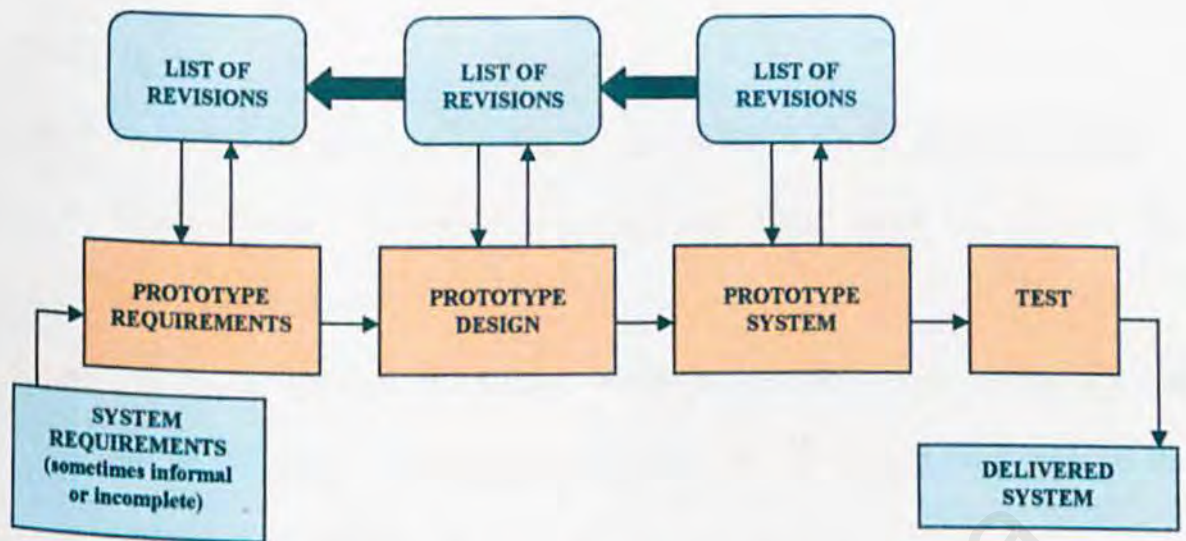 LIST OF
REVISIONS
LIST OF
REVISIONS
LIST OF
REVISIONS
PROTOTYPE
REQUIREMENTS
PROTOTYPE
DESIGN
PROTOTYPE
SYSTEM
TEST
SYSTEM
REQUIREMENTS
(sometimes informal
or incomplete)
DELIVERED
SYSTEM